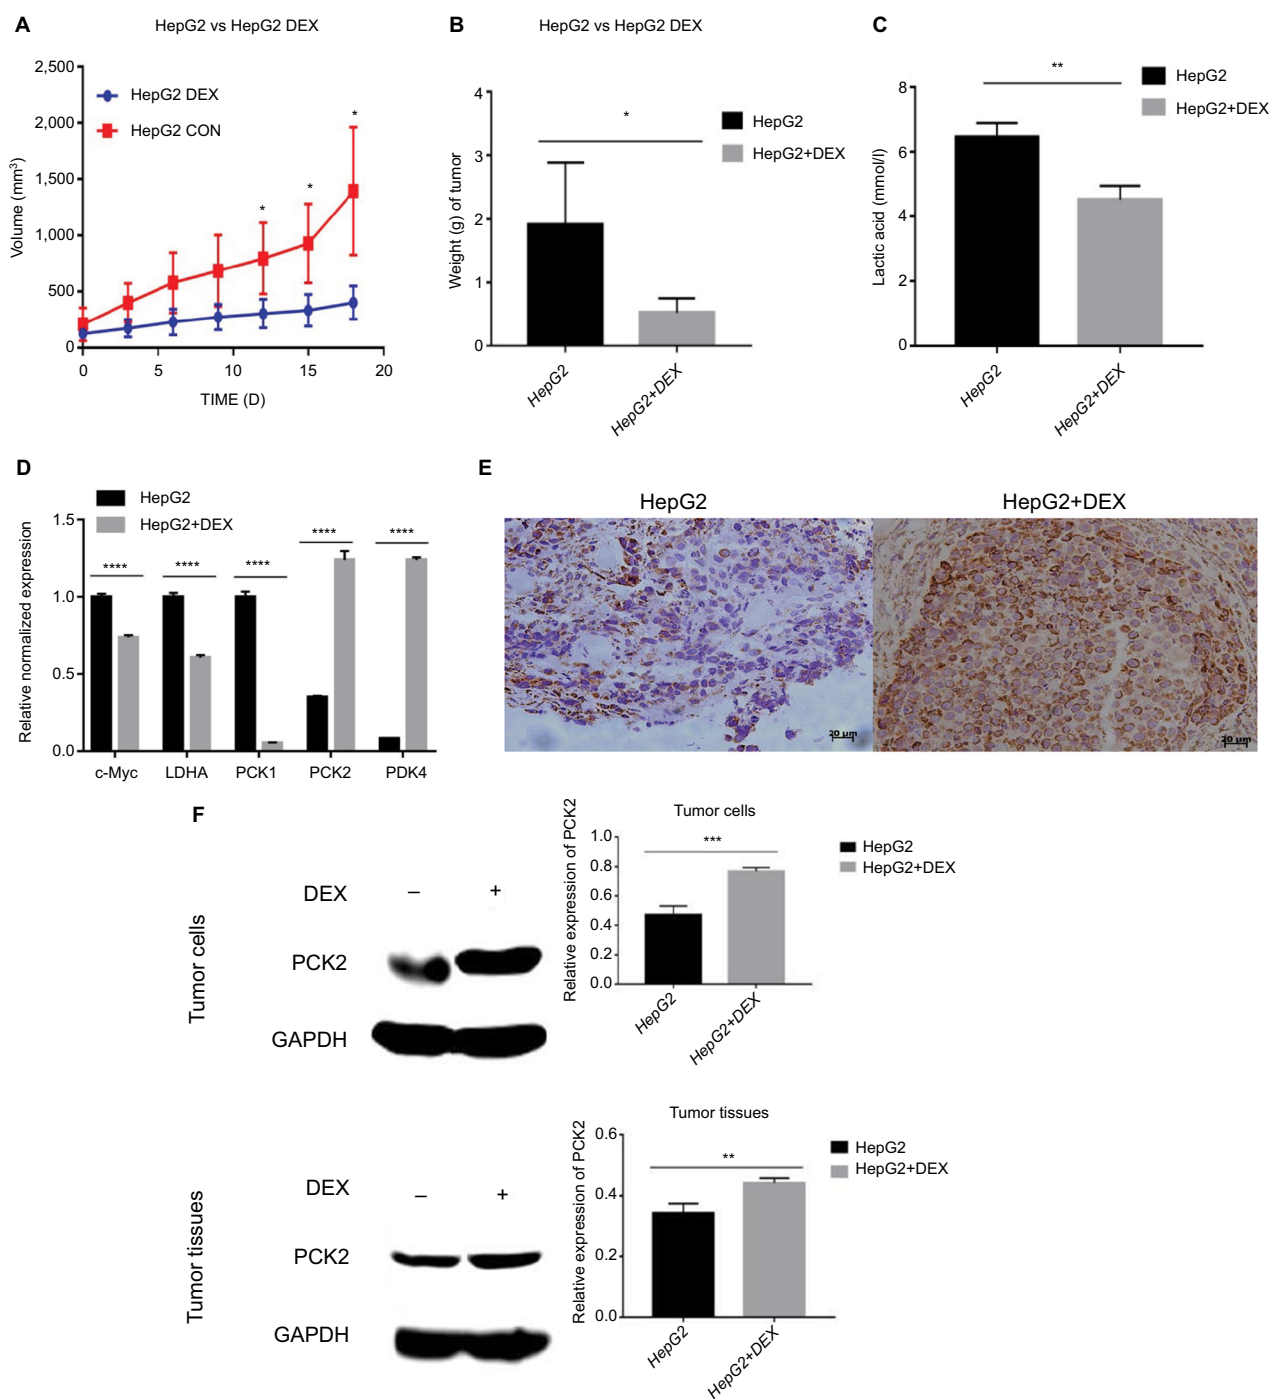 A
HepG2 vs HepG2 DEX
2,500
2,000
1,500
1,000
500
0
Volume (mm³)
HepG2 DEX
HepG2 CON
*
*
*
0 5 10 15 20
TIME (D)
B
HepG2 vs HepG2 DEX
4
3
2
1
0
Weight (g) of tumor
*
HepG2
HepG2+DEX
HepG2
HepG2+DEX
C
8
6
4
2
0
Lactic acid (mmol/l)
**
HepG2
HepG2+DEX
HepG2
HepG2+DEX
D
HepG2
HepG2+DEX
1.5
1.0
0.5
0.0
Relative normalized expression
**** **** **** **** ****
c-Myc LDHA PCK1 PCK2 PDK4
E
HepG2 HepG2+DEX
20 µm 20 µm
F
Tumor cells
DEX – +
PCK2
GAPDH
Tumor cells
1.0
0.8
0.6
0.4
0.2
0.0
Relative expression of PCK2
***
HepG2
HepG2+DEX
HepG2
HepG2+DEX
Tumor tissues
DEX – +
PCK2
GAPDH
Tumor tissues
0.6
0.4
0.2
0.0
Relative expression of PCK2
**
HepG2
HepG2+DEX
HepG2
HepG2+DEX